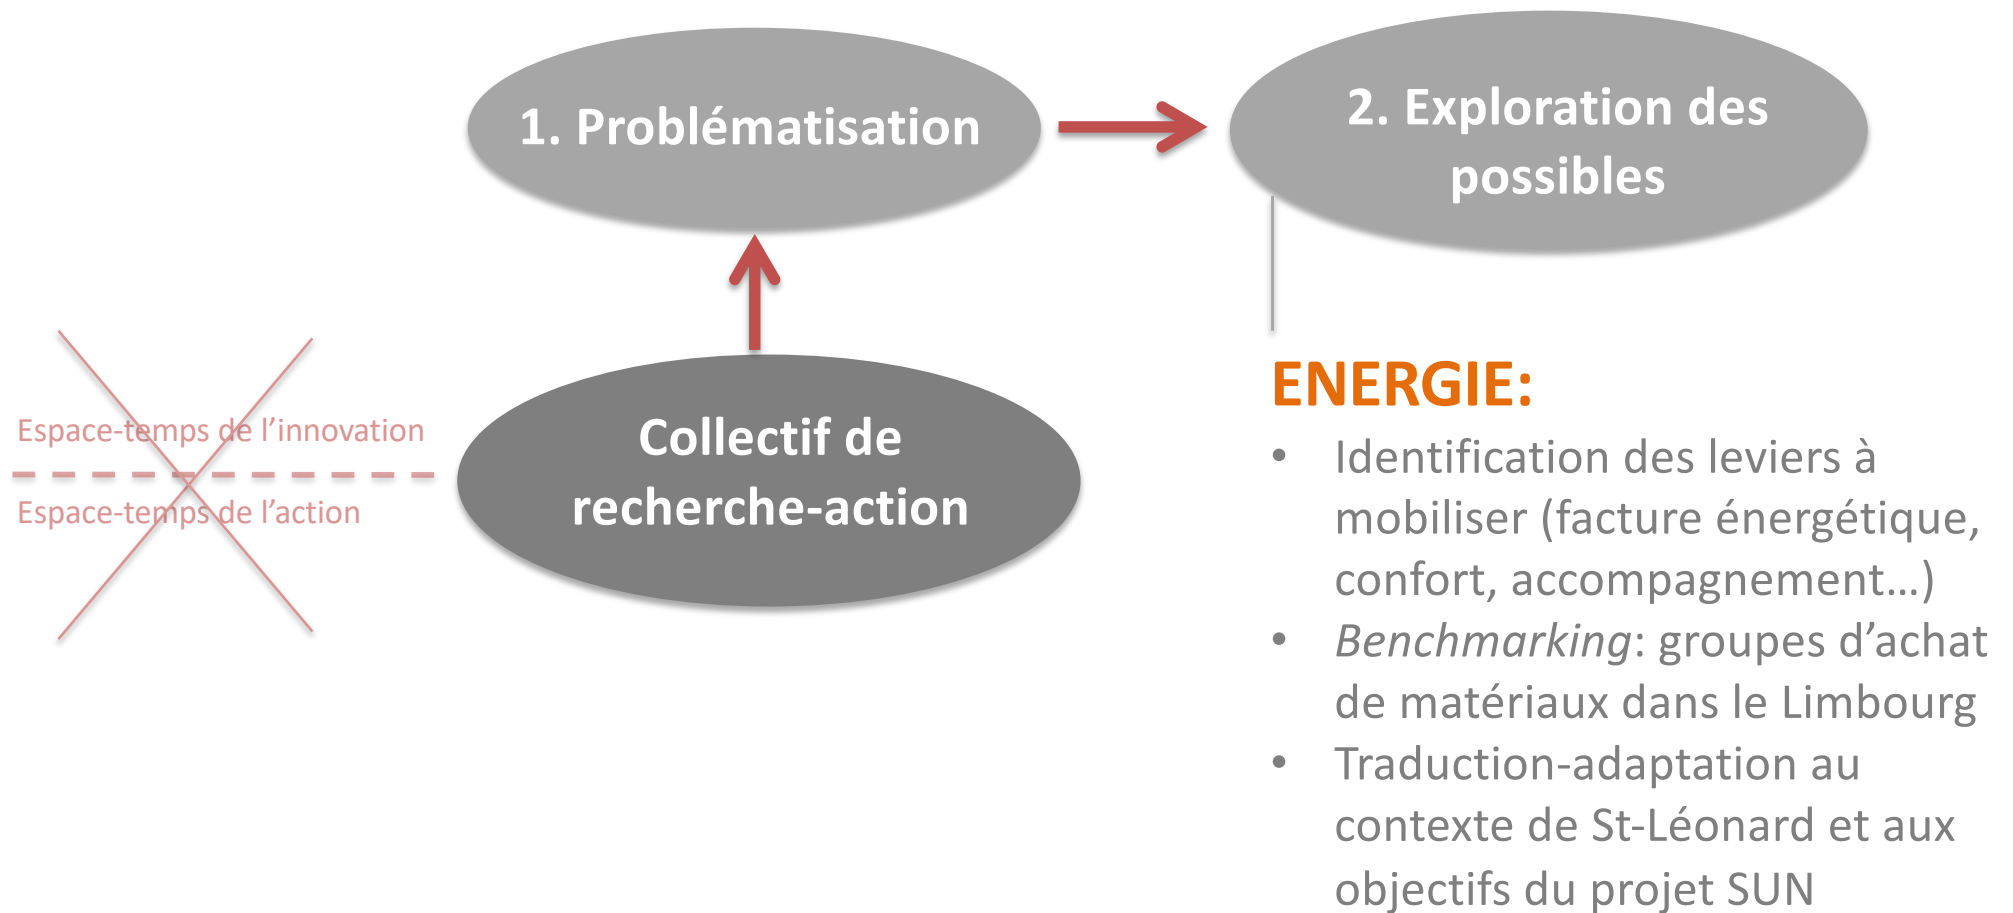 1. Problématisation
2. Exploration des
possibles
Espace-temps de l’innovation
Espace-temps de l’action
Collectif de
recherche-action
ENERGIE:
• Identification des leviers à
mobiliser (facture énergétique,
confort, accompagnement…)
• Benchmarking: groupes d’achat
de matériaux dans le Limbourg
• Traduction-adaptation au
contexte de St-Léonard et aux
objectifs du projet SUN